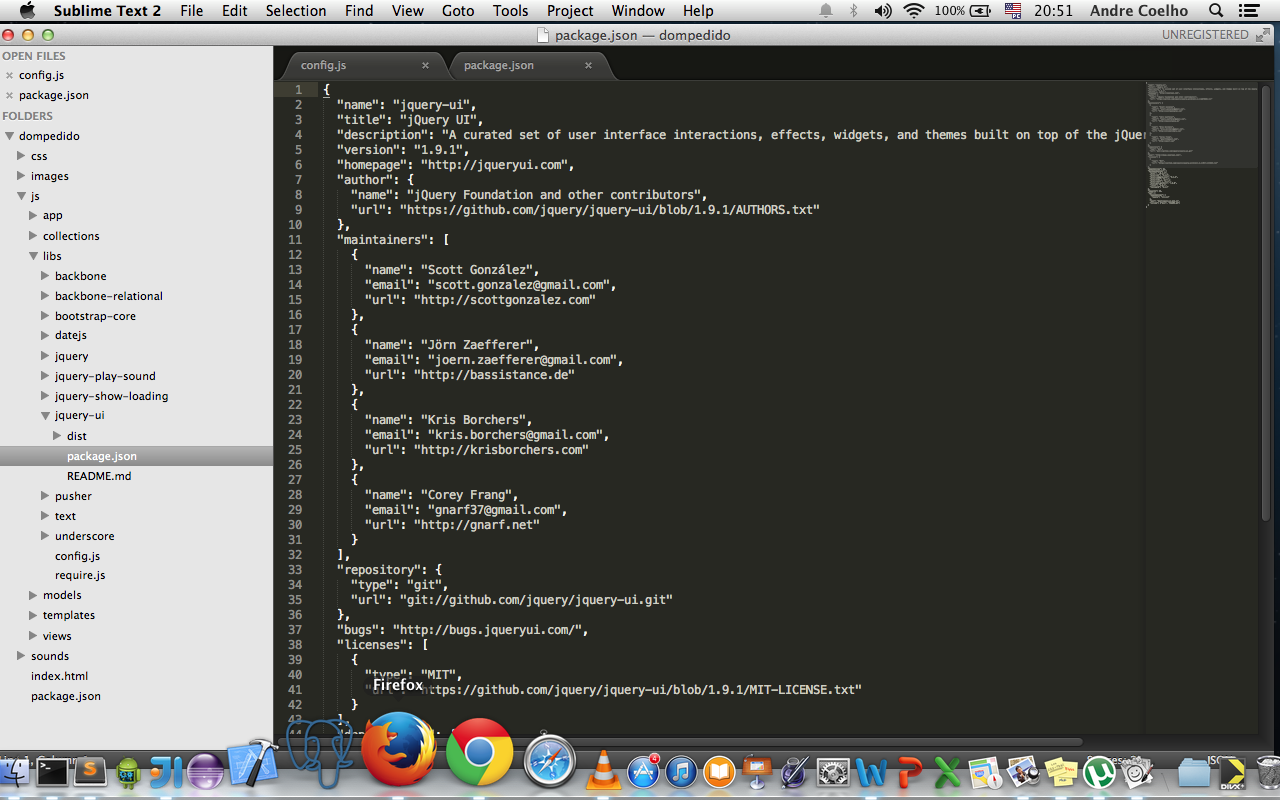 Sublime Text 2 File Edit Selection Find View Goto Tools Project Window Help 100% 20:51 Andre Coelho
package.json — dompedido UNREGISTERED
OPEN FILES
config.js
package.json
FOLDERS
dompedido
css
images
js
app
collections
libs
backbone
backbone-relational
bootstrap-core
datejs
jquery
jquery-play-sound
jquery-show-loading
jquery-ui
dist
package.json
README.md
pusher
text
underscore
config.js
require.js
models
templates
views
sounds
index.html
package.json
config.js × package.json ×
1 {
2 "name": "jquery-ui",
3 "title": "jQuery UI",
4 "description": "A curated set of user interface interactions, effects, widgets, and themes built on top of the jQuer
5 "version": "1.9.1",
6 "homepage": "http://jqueryui.com",
7 "author": {
8 "name": "jQuery Foundation and other contributors",
9 "url": "https://github.com/jquery/jquery-ui/blob/1.9.1/AUTHORS.txt"
10 },
11 "maintainers": [
12 {
13 "name": "Scott González",
14 "email": "scott.gonzalez@gmail.com",
15 "url": "http://scottgonzalez.com"
16 },
17 {
18 "name": "Jörn Zaefferer",
19 "email": "joern.zaefferer@gmail.com",
20 "url": "http://bassistance.de"
21 },
22 {
23 "name": "Kris Borchers",
24 "email": "kris.borchers@gmail.com",
25 "url": "http://krisborchers.com"
26 },
27 {
28 "name": "Corey Frang",
29 "email": "gnarf37@gmail.com",
30 "url": "http://gnarf.net"
31 }
32 ],
33 "repository": {
34 "type": "git",
35 "url": "git://github.com/jquery/jquery-ui.git"
36 },
37 "bugs": "http://bugs.jqueryui.com/",
38 "licenses": [
39 {
40 "type": "MIT",
41 "url": "https://github.com/jquery/jquery-ui/blob/1.9.1/MIT-LICENSE.txt"
42 }
43 ],
44
Firefox
4
DIVX+